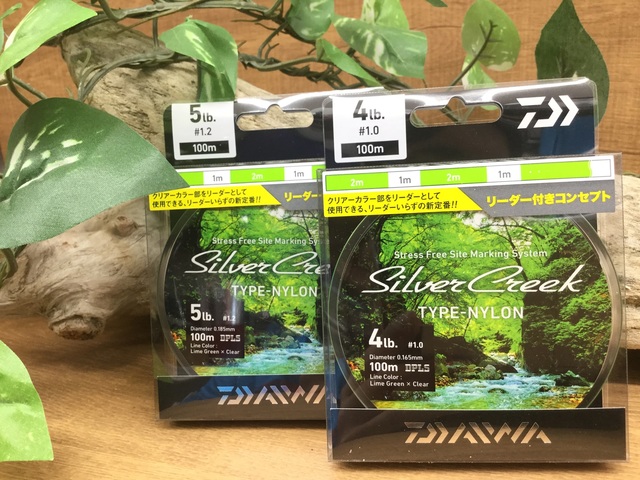 5lb.
#1.2
100m
1m
2m
1m
クリアーカラー部をリーダーとして
使用できる、リーダーいらずの新定番!!
リーダー
Stress Free Site Marking Sy
Silver Cre
TYPE-NYLON
5lb. #1.2
Diameter 0.185mm
100m DPLS
Line Color :
Lime Green × Clear
DAIWA
4lb.
#1.0
100m
2m
1m
2m
1m
クリアーカラー部をリーダーとして
使用できる、リーダーいらずの新定番!!
リーダー付きコンセプト
Stress Free Site Marking System
Silver Creek
TYPE-NYLON
4lb. #1.0
Diameter 0.165mm
100m DPLS
Line Color :
Lime Green × Clear
DAIWA